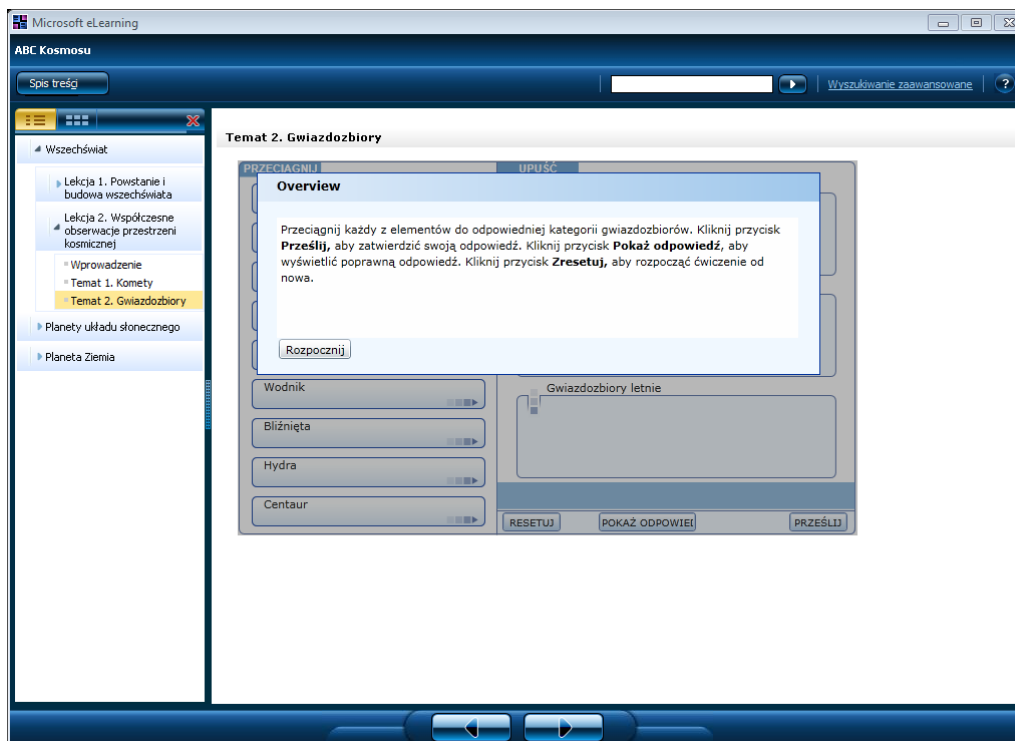 Microsoft eLearning
ABC Kosmosu
Spis treści
Wyszukiwanie zaawansowane
?
Wszechświat
Lekcja 1. Powstanie i
budowa wszechświata
Lekcja 2. Współczesne
obserwacje przestrzeni
kosmicznej
Wprowadzenie
Temat 1. Komety
Temat 2. Gwiazdozbiory
Planety układu słonecznego
Planeta Ziemia
Temat 2. Gwiazdozbiory
PRZECIĄGNIJ
UPUŚĆ
Overview
Przeciągnij każdy z elementów do odpowiedniej kategorii gwiazdozbiorów. Kliknij przycisk
Prześlij, aby zatwierdzić swoją odpowiedź. Kliknij przycisk Pokaż odpowiedź, aby
wyświetlić poprawną odpowiedź. Kliknij przycisk Zresetuj, aby rozpocząć ćwiczenie od
nowa.
Rozpocznij
Wodnik
Bliźnięta
Hydra
Centaur
Gwiazdozbiory letnie
RESETUJ
POKAŻ ODPOWIEI
PRZEŚLIJ